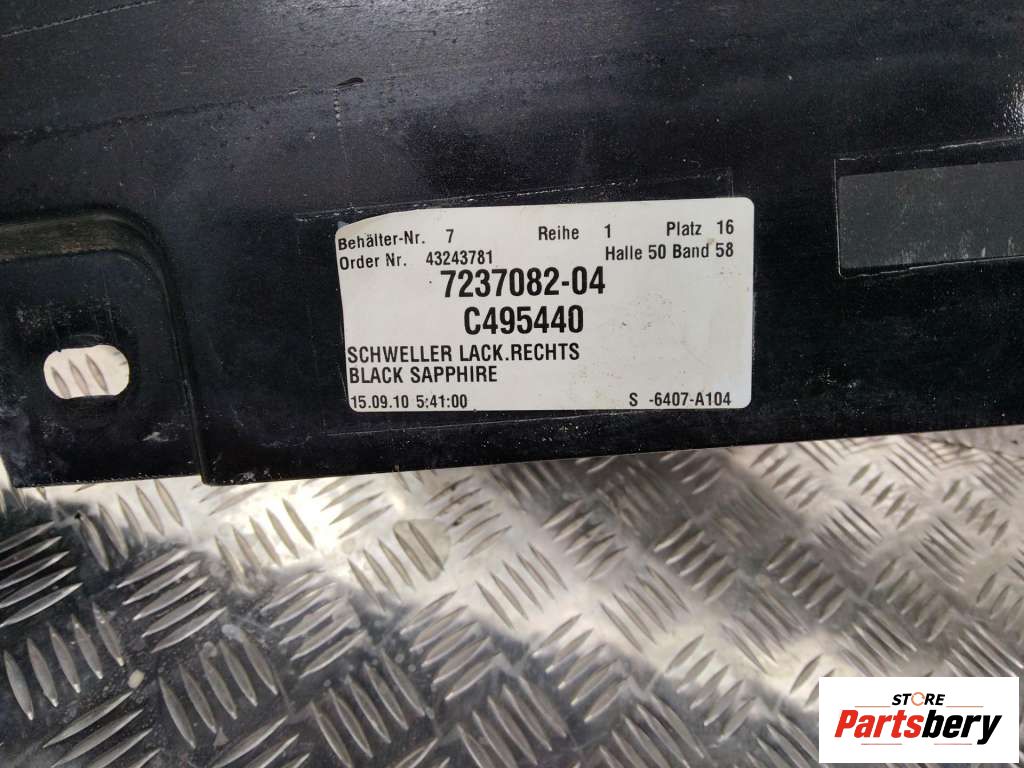 Behälter-Nr. 7 Reihe 1 Platz 16
Order Nr. 43243781 Halle 50 Band 58
7237082-04
C495440
SCHWELLER LACK.RECHTS
BLACK SAPPHIRE
15.09.10 5:41:00 S -6407-A104
STORE
Partsbery